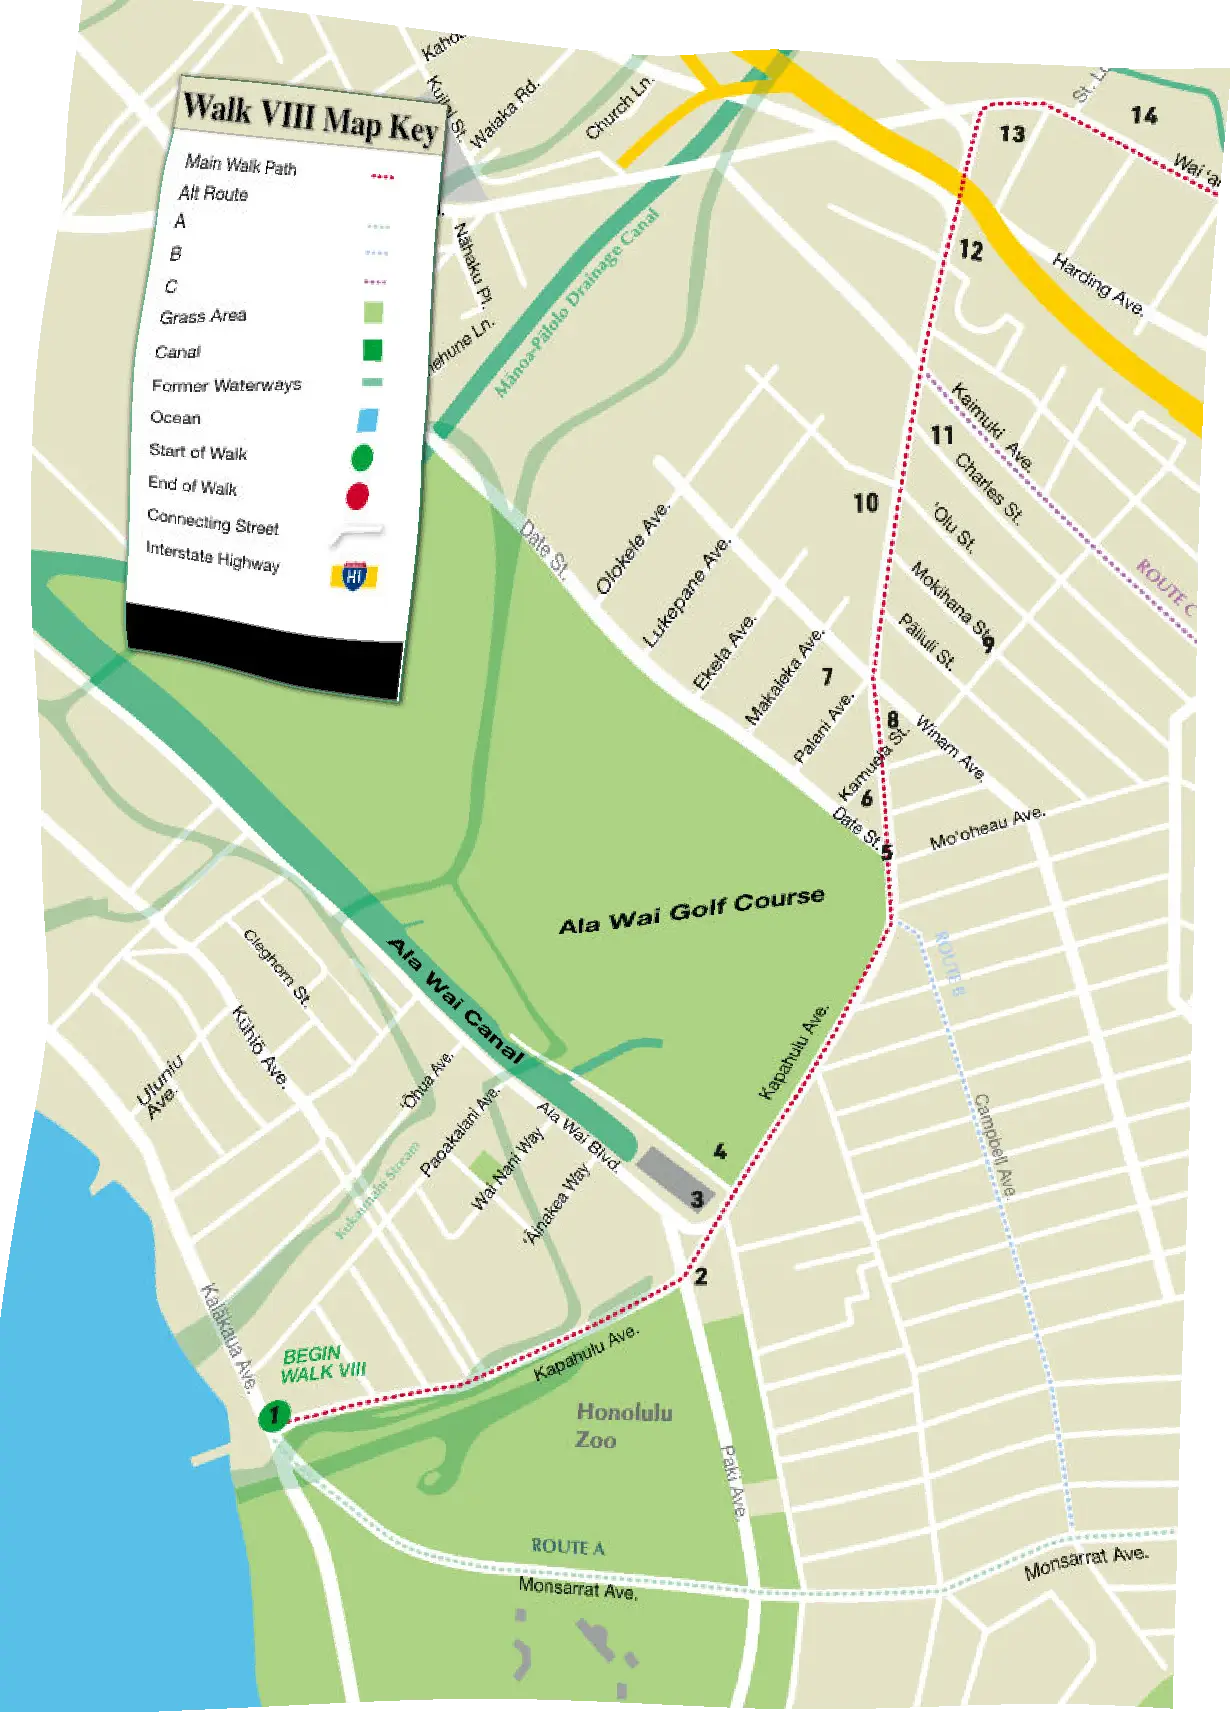 Walk VIII Map Key
Main Walk Path
Alt Route
A
B
C
Grass Area
Canal
Former Waterways
Ocean
Start of Walk
End of Walk
Connecting Street
Interstate Highway
H1
Waiaka Rd.
Church Ln.
Nāhaku Pl.
Mānoa-Pālolo Drainage Canal
14
13
12
Harding Ave.
Kaimuki Ave.
11
Charles St.
10
'Olu St.
Mokihana St.
9
Pāliuli St.
ROUTE C
Date St.
Olokele Ave.
Lukepane Ave.
Ekela Ave.
Makaleka Ave.
7
Palani Ave.
8
Kamuela St.
Winam Ave.
6
Date St.
5
Mo'oheau Ave.
Ala Wai Golf Course
Ala Wai Canal
ROUTE B
Cleghorn St.
Kūhiō Ave.
Uluniu
Ave.
'Ōhua Ave.
Paoakalani Ave.
Wai Nani Way
'Āinakea Way
Ala Wai Blvd.
Kapahulu Ave.
Campbell Ave.
4
3
2
Kalākaua Ave.
BEGIN
WALK VIII
1
Kapahulu Ave.
Honolulu
Zoo
Paki Ave.
ROUTE A
Monsarrat Ave.
Monsarrat Ave.